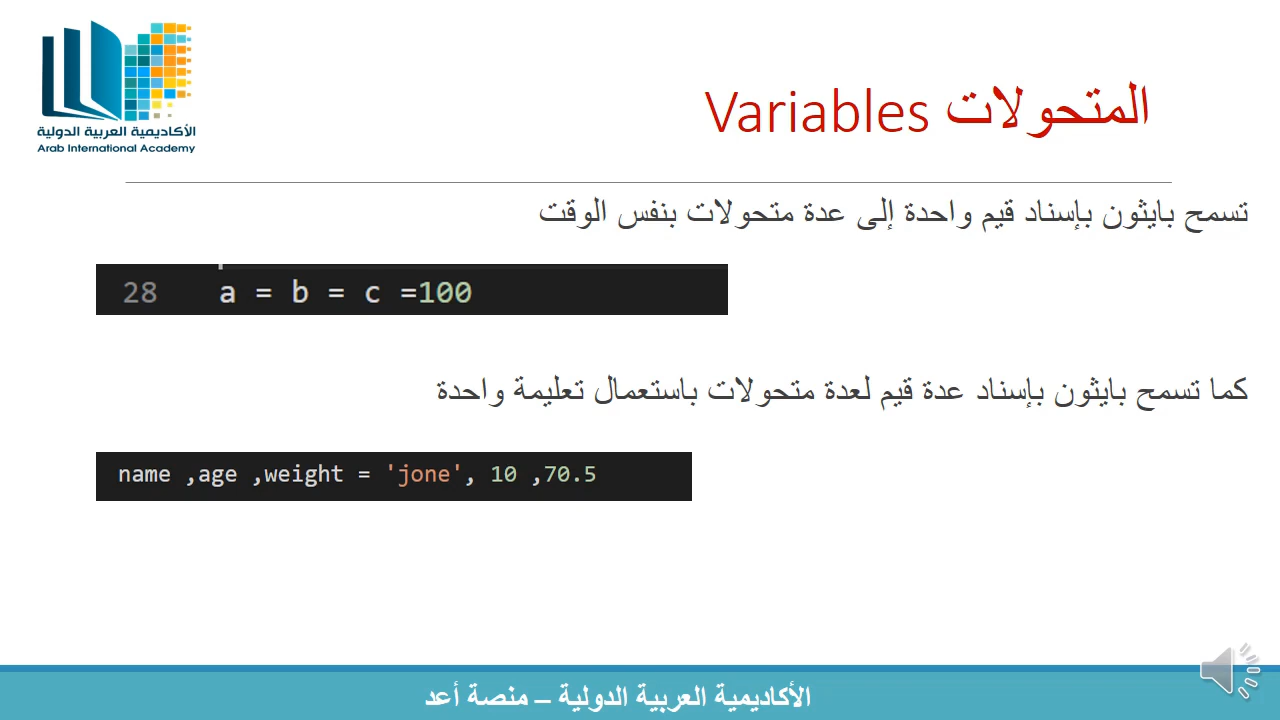 الأكاديمية العربية الدولية
Arab International Academy
المتحولات Variables
تسمح بايثون بإسناد قيم واحدة إلى عدة متحولات بنفس الوقت
28 a = b = c =100
كما تسمح بايثون بإسناد عدة قيم لعدة متحولات باستعمال تعليمة واحدة
name ,age ,weight = 'jone', 10 ,70.5
الأكاديمية العربية الدولية – منصة أعد